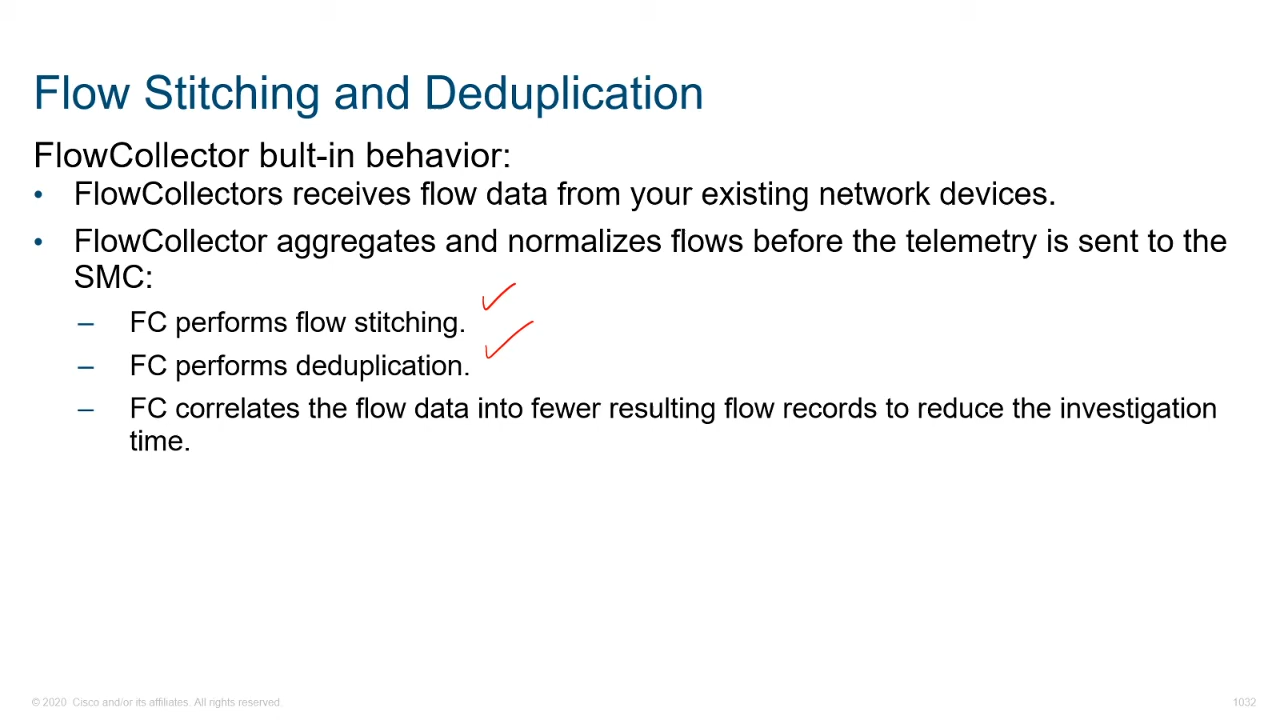 Flow Stitching and Deduplication
FlowCollector bult-in behavior:
• FlowCollectors receives flow data from your existing network devices.
• FlowCollector aggregates and normalizes flows before the telemetry is sent to the
SMC:
– FC performs flow stitching.
– FC performs deduplication.
– FC correlates the flow data into fewer resulting flow records to reduce the investigation
time.
© 2020 Cisco and/or its affiliates. All rights reserved.
1032